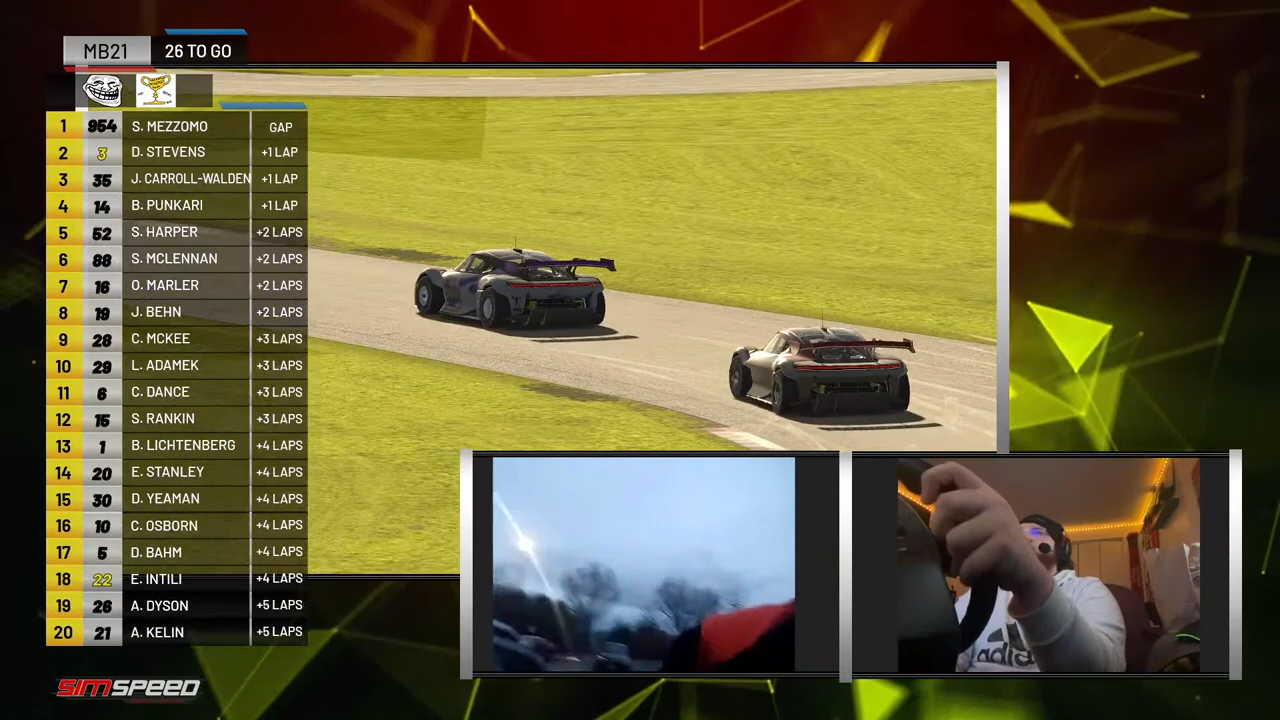 MB21 26 TO GO
1 954 S. MEZZOMO GAP
2 3 D. STEVENS +1 LAP
3 35 J. CARROLL-WALDEN +1 LAP
4 14 B. PUNKARI +1 LAP
5 52 S. HARPER +2 LAPS
6 88 S. MCLENNAN +2 LAPS
7 16 O. MARLER +2 LAPS
8 19 J. BEHN +2 LAPS
9 28 C. MCKEE +3 LAPS
10 29 L. ADAMEK +3 LAPS
11 6 C. DANCE +3 LAPS
12 15 S. RANKIN +3 LAPS
13 1 B. LICHTENBERG +4 LAPS
14 20 E. STANLEY +4 LAPS
15 30 D. YEAMAN +4 LAPS
16 10 C. OSBORN +4 LAPS
17 5 D. BAHM +4 LAPS
18 22 E. INTILI +4 LAPS
19 26 A. DYSON +5 LAPS
20 21 A. KELIN +5 LAPS
adidas
SIMSPEED